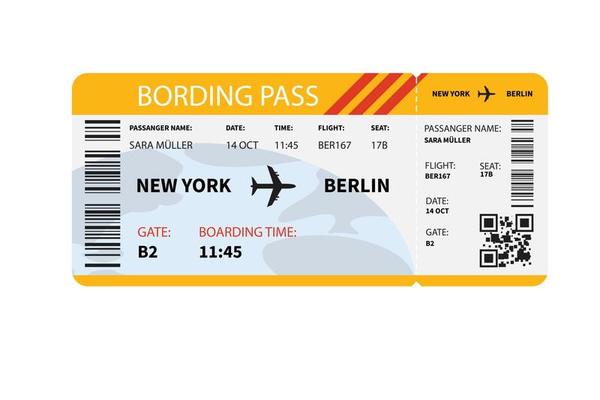 BORDING PASS
PASSANGER NAME: DATE: TIME: FLIGHT: SEAT:
SARA MÜLLER 14 OCT 11:45 BER167 17B
NEW YORK BERLIN
GATE: BOARDING TIME:
B2 11:45
NEW YORK BERLIN
PASSANGER NAME:
SARA MÜLLER
FLIGHT: SEAT:
BER167 17B
DATE:
14 OCT
GATE:
B2